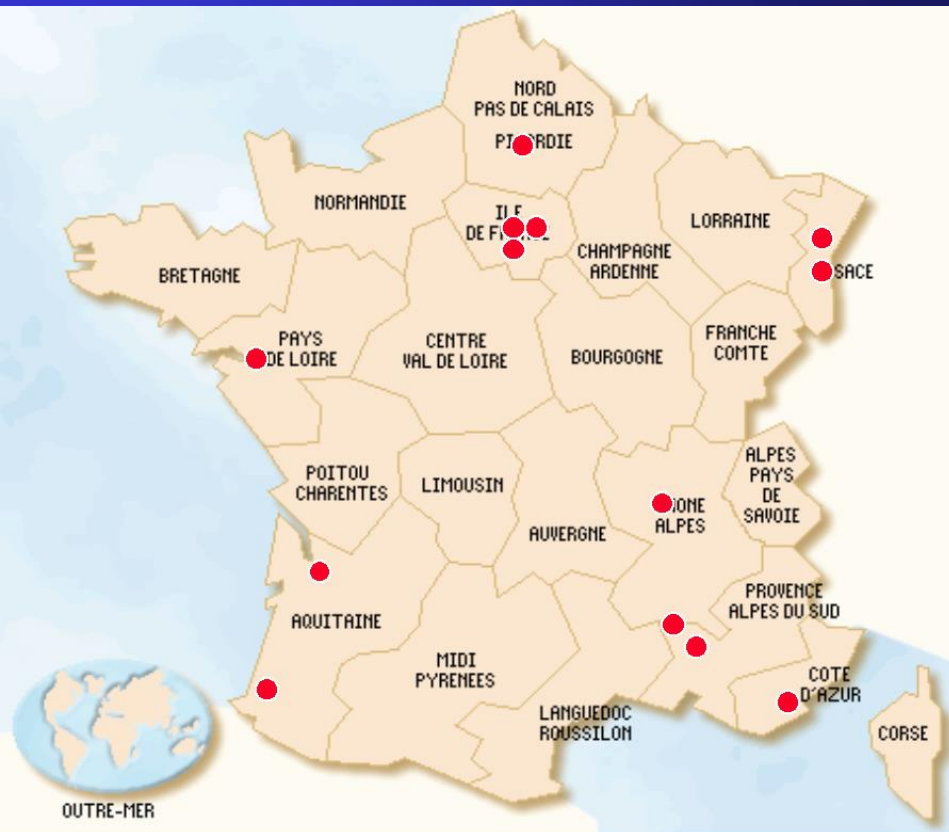 NORD
PAS DE CALAIS
NORMANDIE
LORRAINE
CHAMPAGNE
ARDENNE
BRETAGNE
PAYS
DE LOIRE
CENTRE
VAL DE LOIRE
BOURGOGNE
FRANCHE
COMTE
POITOU
CHARENTES
LIMOUSIN
AUVERGNE
ALPES
ALPES
PAYS
DE
SAVOIE
AQUITAINE
MIDI
PYRENEES
PROVENCE
ALPES DU SUD
COTE
D'AZUR
LANGUEDOC
ROUSSILON
CORSE
OUTRE-MER